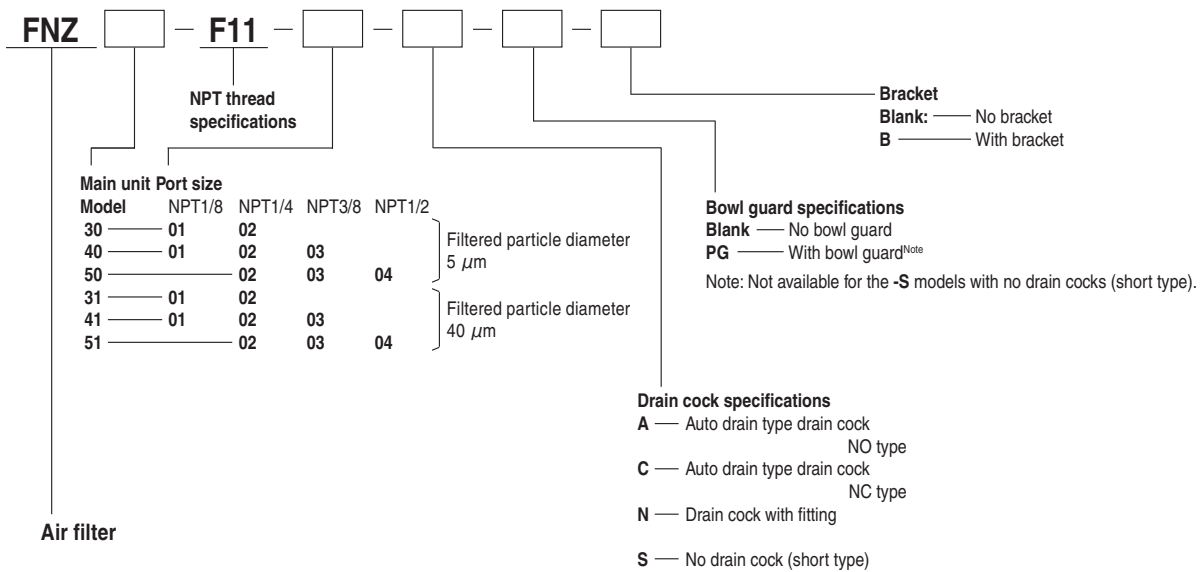 FNZ – F11 – – – –
NPT thread
specifications
Main unit Port size
Model NPT1/8 NPT1/4 NPT3/8 NPT1/2
30 01 02
40 01 02 03
50 02 03 04
Filtered particle diameter
5 μm
31 01 02
41 01 02 03
51 02 03 04
Filtered particle diameter
40 μm
Air filter
Bracket
Blank: No bracket
B With bracket
Bowl guard specifications
Blank No bowl guard
PG With bowl guardNote
Note: Not available for the -S models with no drain cocks (short type).
Drain cock specifications
A Auto drain type drain cock
NO type
C Auto drain type drain cock
NC type
N Drain cock with fitting
S No drain cock (short type)